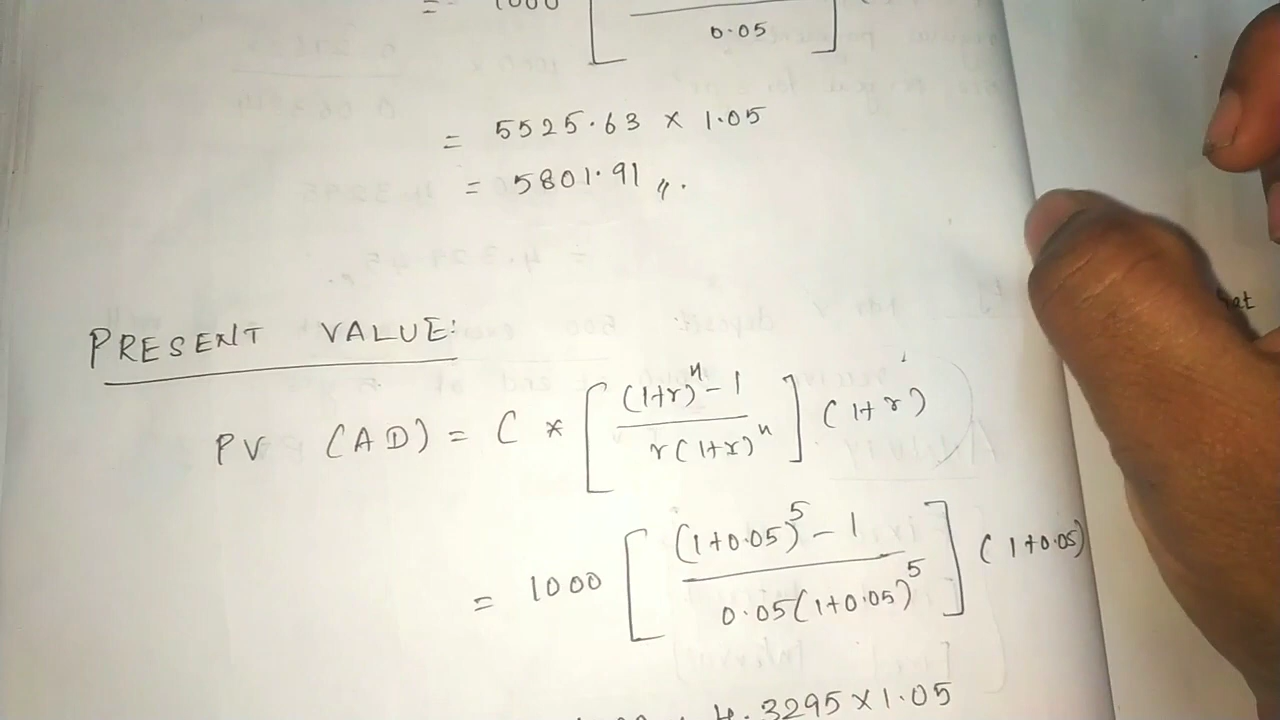 = 1000 [ 0.05 ]
= 5525.63 × 1.05
= 5801.91 〃.
PRESENT VALUE:
PV (AD) = C * [ (1+r)^n - 1 / r(1+r)^n ] (1+r)
= 1000 [ (1+0.05)^5 - 1 / 0.05(1+0.05)^5 ] (1+0.05)
4.3295 × 1.05